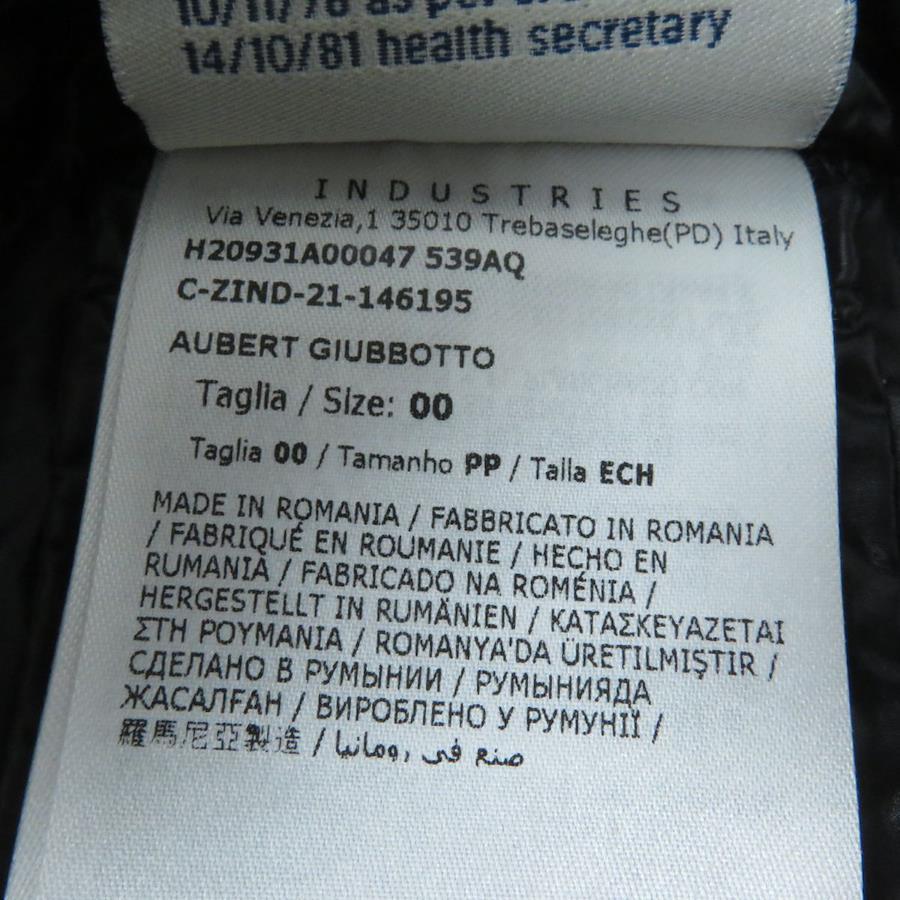 14/10/81 health secretary
INDUSTRIES
Via Venezia,1 35010 Trebaseleghe(PD) Italy
H20931A00047 539AQ
C-ZIND-21-146195
AUBERT GIUBBOTTO
Taglia / Size: 00
Taglia 00 / Tamanho PP / Talla ECH
MADE IN ROMANIA / FABBRICATO IN ROMANIA
/ FABRIQUÉ EN ROUMANIE / HECHO EN
RUMANIA / FABRICADO NA ROMÉNIA /
HERGESTELLT IN RUMÄNIEN / ΚΑΤΑΣΚΕΥΑΖΕΤΑΙ
ΣΤΗ ΡΟΥΜΑΝΙΑ / ROMANYA'DA ÜRETILMIŞTIR /
СДЕЛАНО В РУМЫНИИ / РУМЫНИЯДА
ЖАСАЛҒАН / ВИРОБЛЕНО У РУМУНІЇ /
羅馬尼亞製造 / صنع في رومانيا